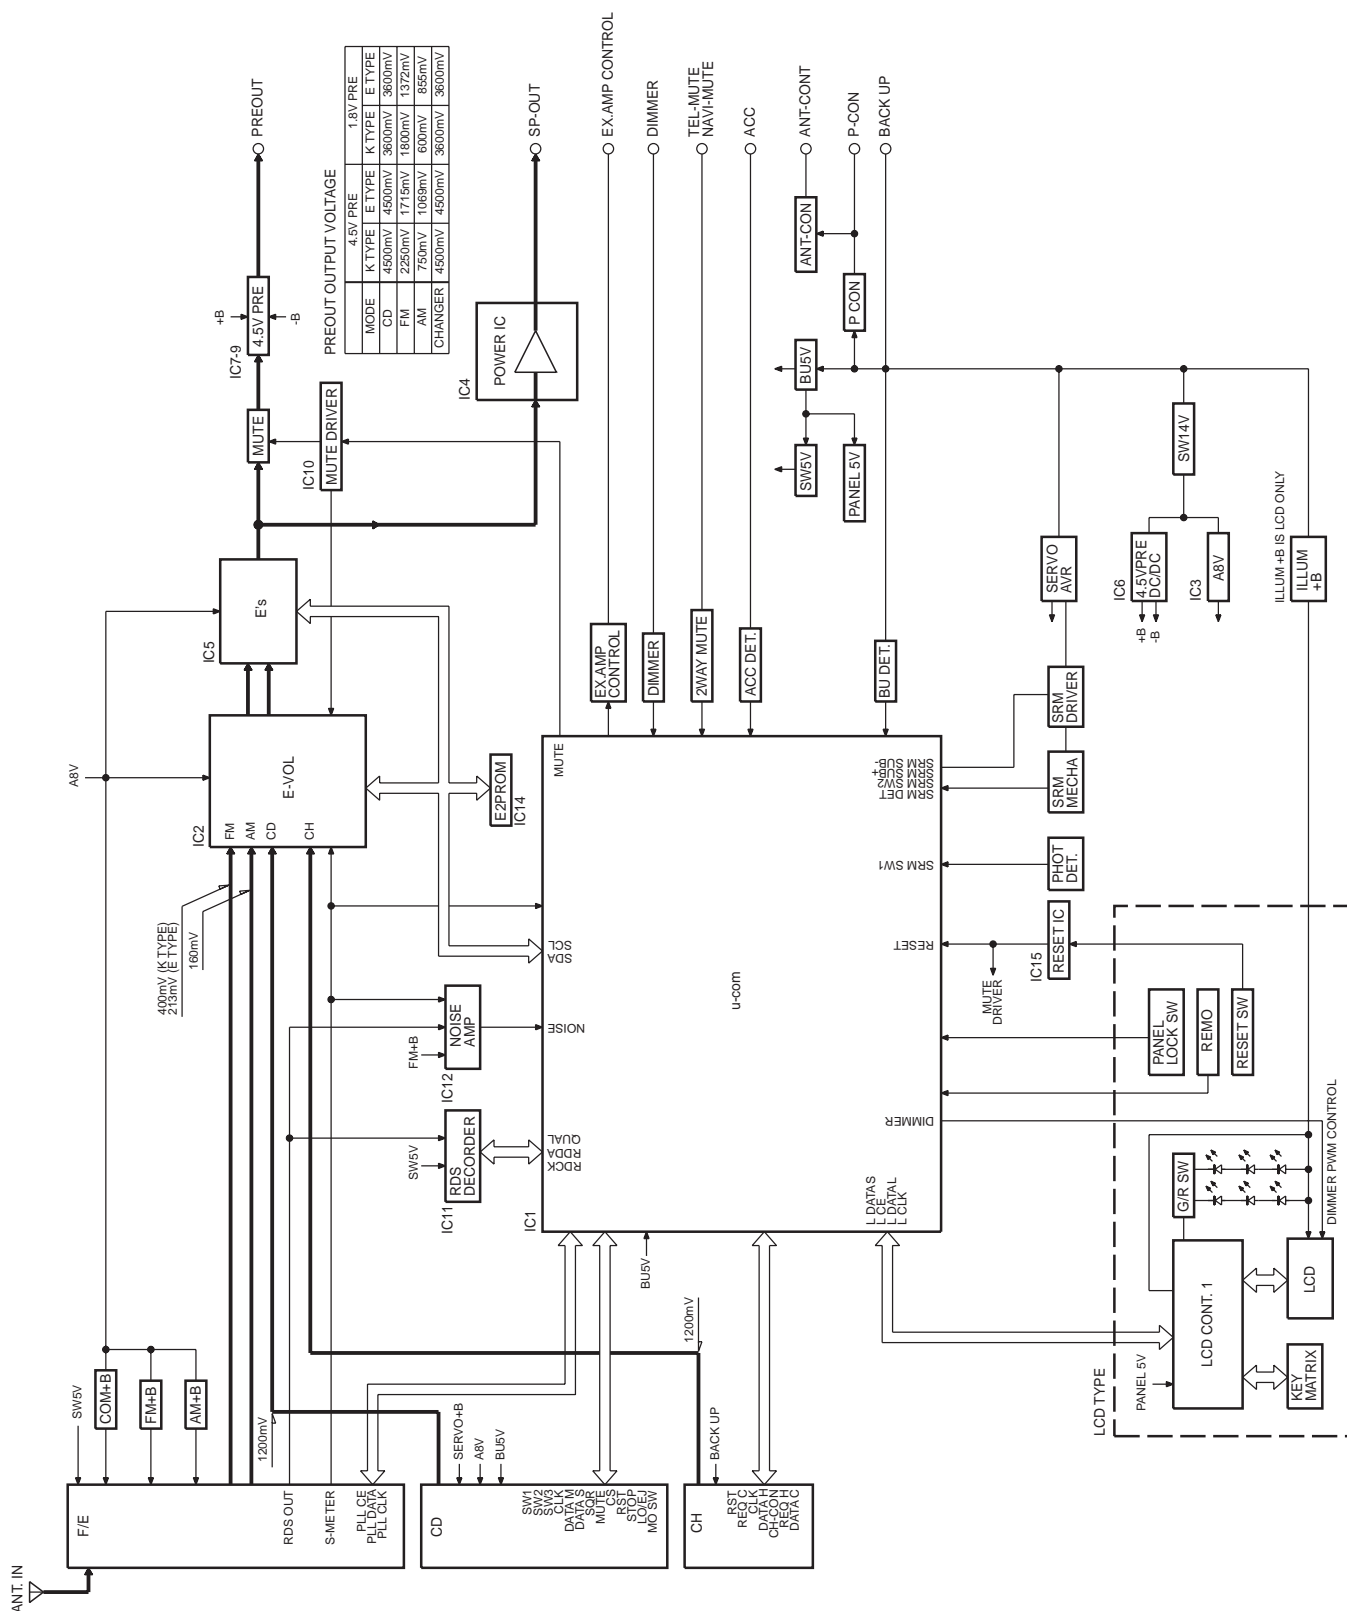 ANT. IN
F/E
SW5V
COM+B
FM+B
AM+B
1200mV
RDS OUT
S-METER
PLL CE
PLL DATA
PLL CLK
CD
SERVO+B
A8V
BU5V
SW1
SW2
SW3
CLK
DATA M
DATA S
SQR
MUTE
CS
RST
STOP
LO/EJ
MO SW
CH
BACK UP
1200mV
RST
REQ C
CLK
DATA H
CH-CON
REQ H
DATA C
A8V
400mV (K TYPE)
213mV (E TYPE)
160mV
IC2
E-VOL
FM
AM
CD
CH
IC5
E's
E2PROM
IC14
MUTE
IC7-9
4.5V PRE
+B
-B
PREOUT
IC10
MUTE DRIVER
PREOUT OUTPUT VOLTAGE
4.5V PRE 1.8V PRE
MODE K TYPE E TYPE K TYPE E TYPE
CD 4500mV 4500mV 3600mV 3600mV
FM 2250mV 1715mV 1800mV 1372mV
AM 750mV 1069mV 600mV 855mV
CHANGER 4500mV 4500mV 3600mV 3600mV
IC4
POWER IC
SP-OUT
EX.AMP CONTROL
DIMMER
TEL-MUTE
NAVI-MUTE
ACC
ANT-CONT
P-CON
BACK UP
EX.AMP
CONTROL
DIMMER
2WAY MUTE
ACC DET.
BU DET.
ANT-CON
P CON
BU5V
SW5V
PANEL 5V
IC12
NOISE
AMP
FM+B
IC11
RDS
DECORDER
SW5V
IC1
u-com
MUTE
SDA
SCL
NOISE
QUAL
RDDA
RDCK
BU5V
L DATAS
L CE
L DATAL
L CLK
SRM SUB-
SRM SUB+
SRM SW2
SRM DET
SRM SW1
RESET
DIMMER
SERVO
AVR
SRM
DRIVER
SRM
MECHA
PHOT
DET.
IC15
RESET IC
MUTE
DRIVER
SW14V
IC6
4.5VPRE
DC/DC
+B
-B
IC3
A8V
ILLUM +B IS LCD ONLY
ILLUM
+B
PANEL
LOCK SW
REMO
RESET SW
DIMMER PWM CONTROL
G/R SW
LCD TYPE
PANEL 5V
LCD CONT. 1
LCD
KEY
MATRIX